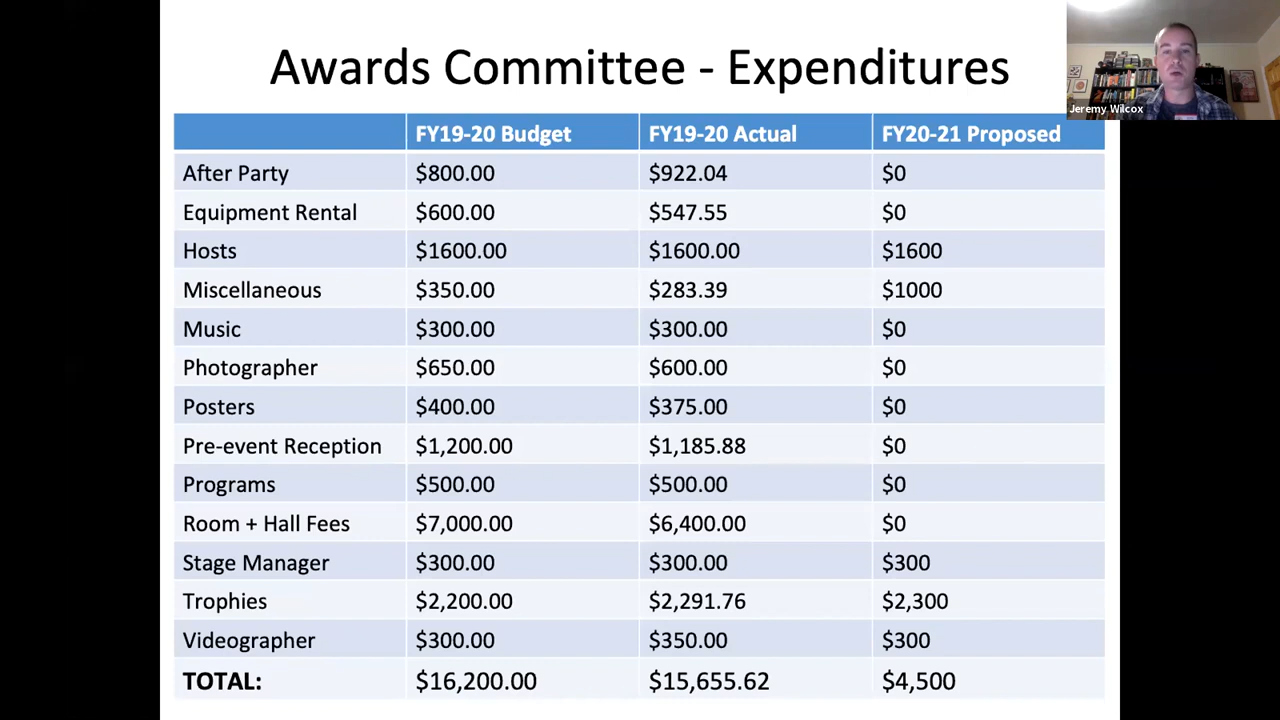 Awards Committee - Expenditures
Jeremy Wilcox
FY19-20 Budget FY19-20 Actual FY20-21 Proposed
After Party $800.00 $922.04 $0
Equipment Rental $600.00 $547.55 $0
Hosts $1600.00 $1600.00 $1600
Miscellaneous $350.00 $283.39 $1000
Music $300.00 $300.00 $0
Photographer $650.00 $600.00 $0
Posters $400.00 $375.00 $0
Pre-event Reception $1,200.00 $1,185.88 $0
Programs $500.00 $500.00 $0
Room + Hall Fees $7,000.00 $6,400.00 $0
Stage Manager $300.00 $300.00 $300
Trophies $2,200.00 $2,291.76 $2,300
Videographer $300.00 $350.00 $300
TOTAL: $16,200.00 $15,655.62 $4,500